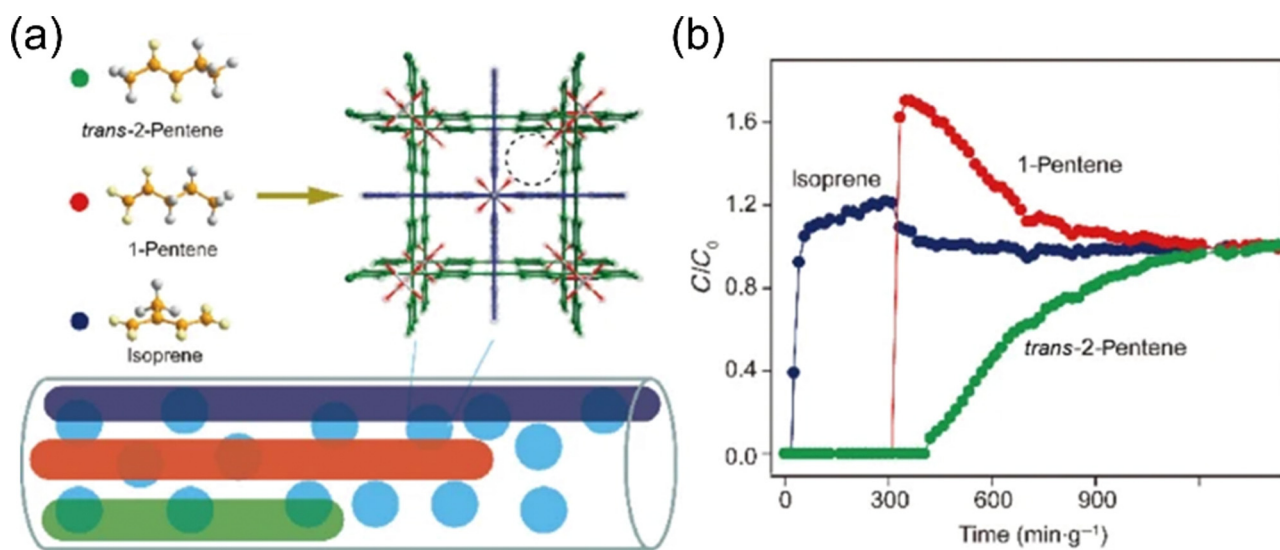 (a)
trans-2-Pentene
1-Pentene
Isoprene
(b)
C/C₀
1.6
1.2
0.8
0.4
0.0
Isoprene
1-Pentene
trans-2-Pentene
0 300 600 900
Time (min·g⁻¹)